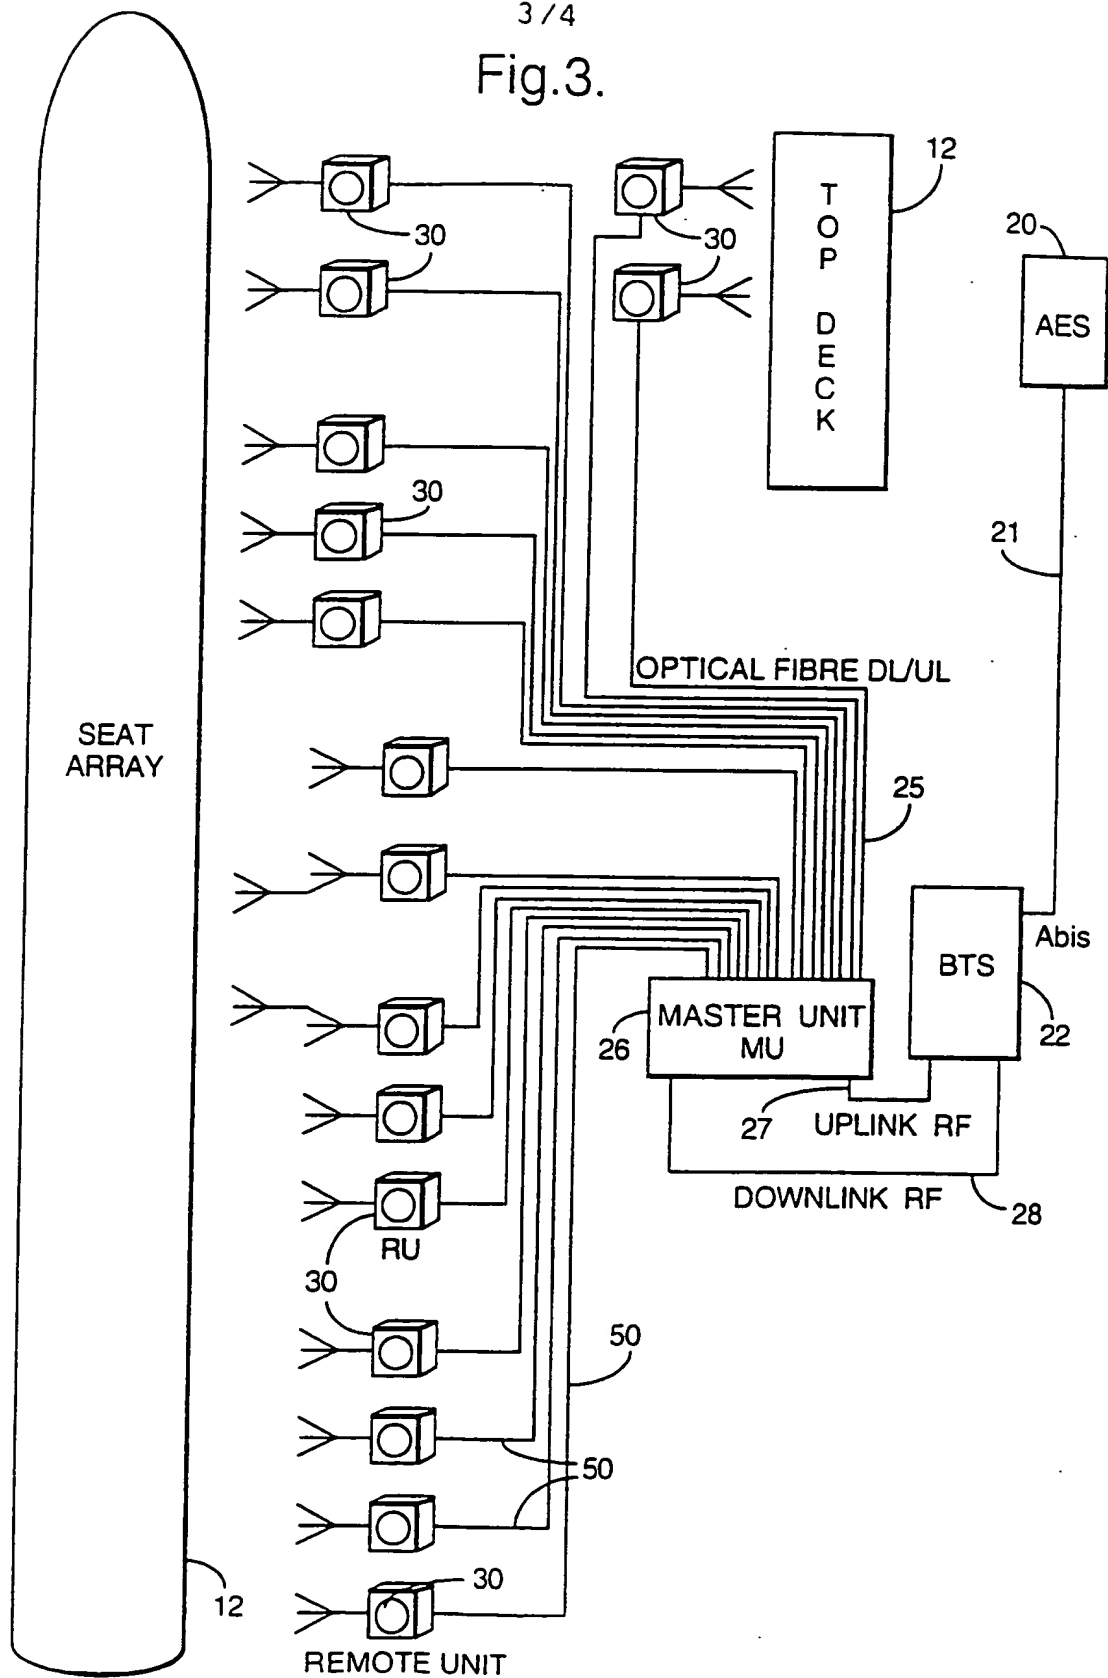 3/4
Fig.3.
12
T
O
P
D
E
C
K
30
30
20
30
AES
30
21
OPTICAL FIBRE DL/UL
SEAT
ARRAY
25
Abis
BTS
MASTER UNIT
MU
26
22
27
UPLINK RF
DOWNLINK RF
28
RU
30
50
50
30
12
REMOTE UNIT